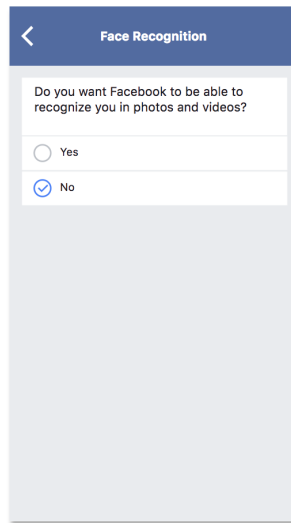 Face Recognition
Do you want Facebook to be able to
recognize you in photos and videos?
Yes
No